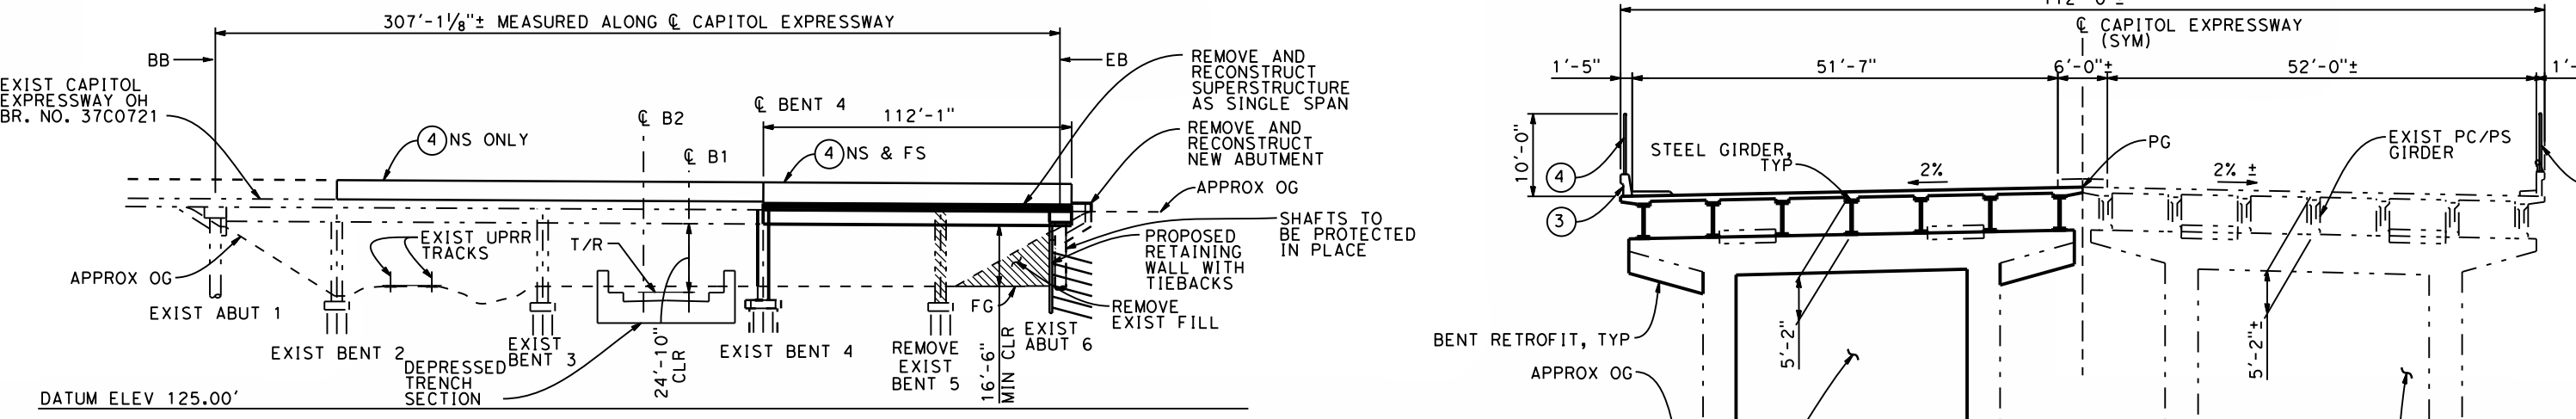 307'-1⅛"± MEASURED ALONG ℄ CAPITOL EXPRESSWAY
BB
EB
EXIST CAPITOL
EXPRESSWAY OH
BR. NO. 37C0721
4 NS ONLY
℄ B2
℄ B1
℄ BENT 4
112'-1"
4 NS & FS
REMOVE AND
RECONSTRUCT
SUPERSTRUCTURE
AS SINGLE SPAN
REMOVE AND
RECONSTRUCT
NEW ABUTMENT
APPROX OG
SHAFTS TO
BE PROTECTED
IN PLACE
PROPOSED
RETAINING
WALL WITH
TIEBACKS
REMOVE
EXIST FILL
EXIST UPRR
TRACKS
T/R
APPROX OG
EXIST ABUT 1
EXIST BENT 2
EXIST
BENT 3
DEPRESSED
TRENCH
SECTION
24'-10"
CLR
EXIST BENT 4
REMOVE
EXIST
BENT 5
16'-6"
MIN CLR
FG
EXIST
ABUT 6
DATUM ELEV 125.00'
℄ CAPITOL EXPRESSWAY
(SYM)
1'-5"
51'-7"
6'-0"±
52'-0"±
1'-
10'-0"
4
3
STEEL GIRDER,
TYP
2%
PG
2% ±
EXIST PC/PS
GIRDER
BENT RETROFIT, TYP
5'-2"
5'-2"±
APPROX OG